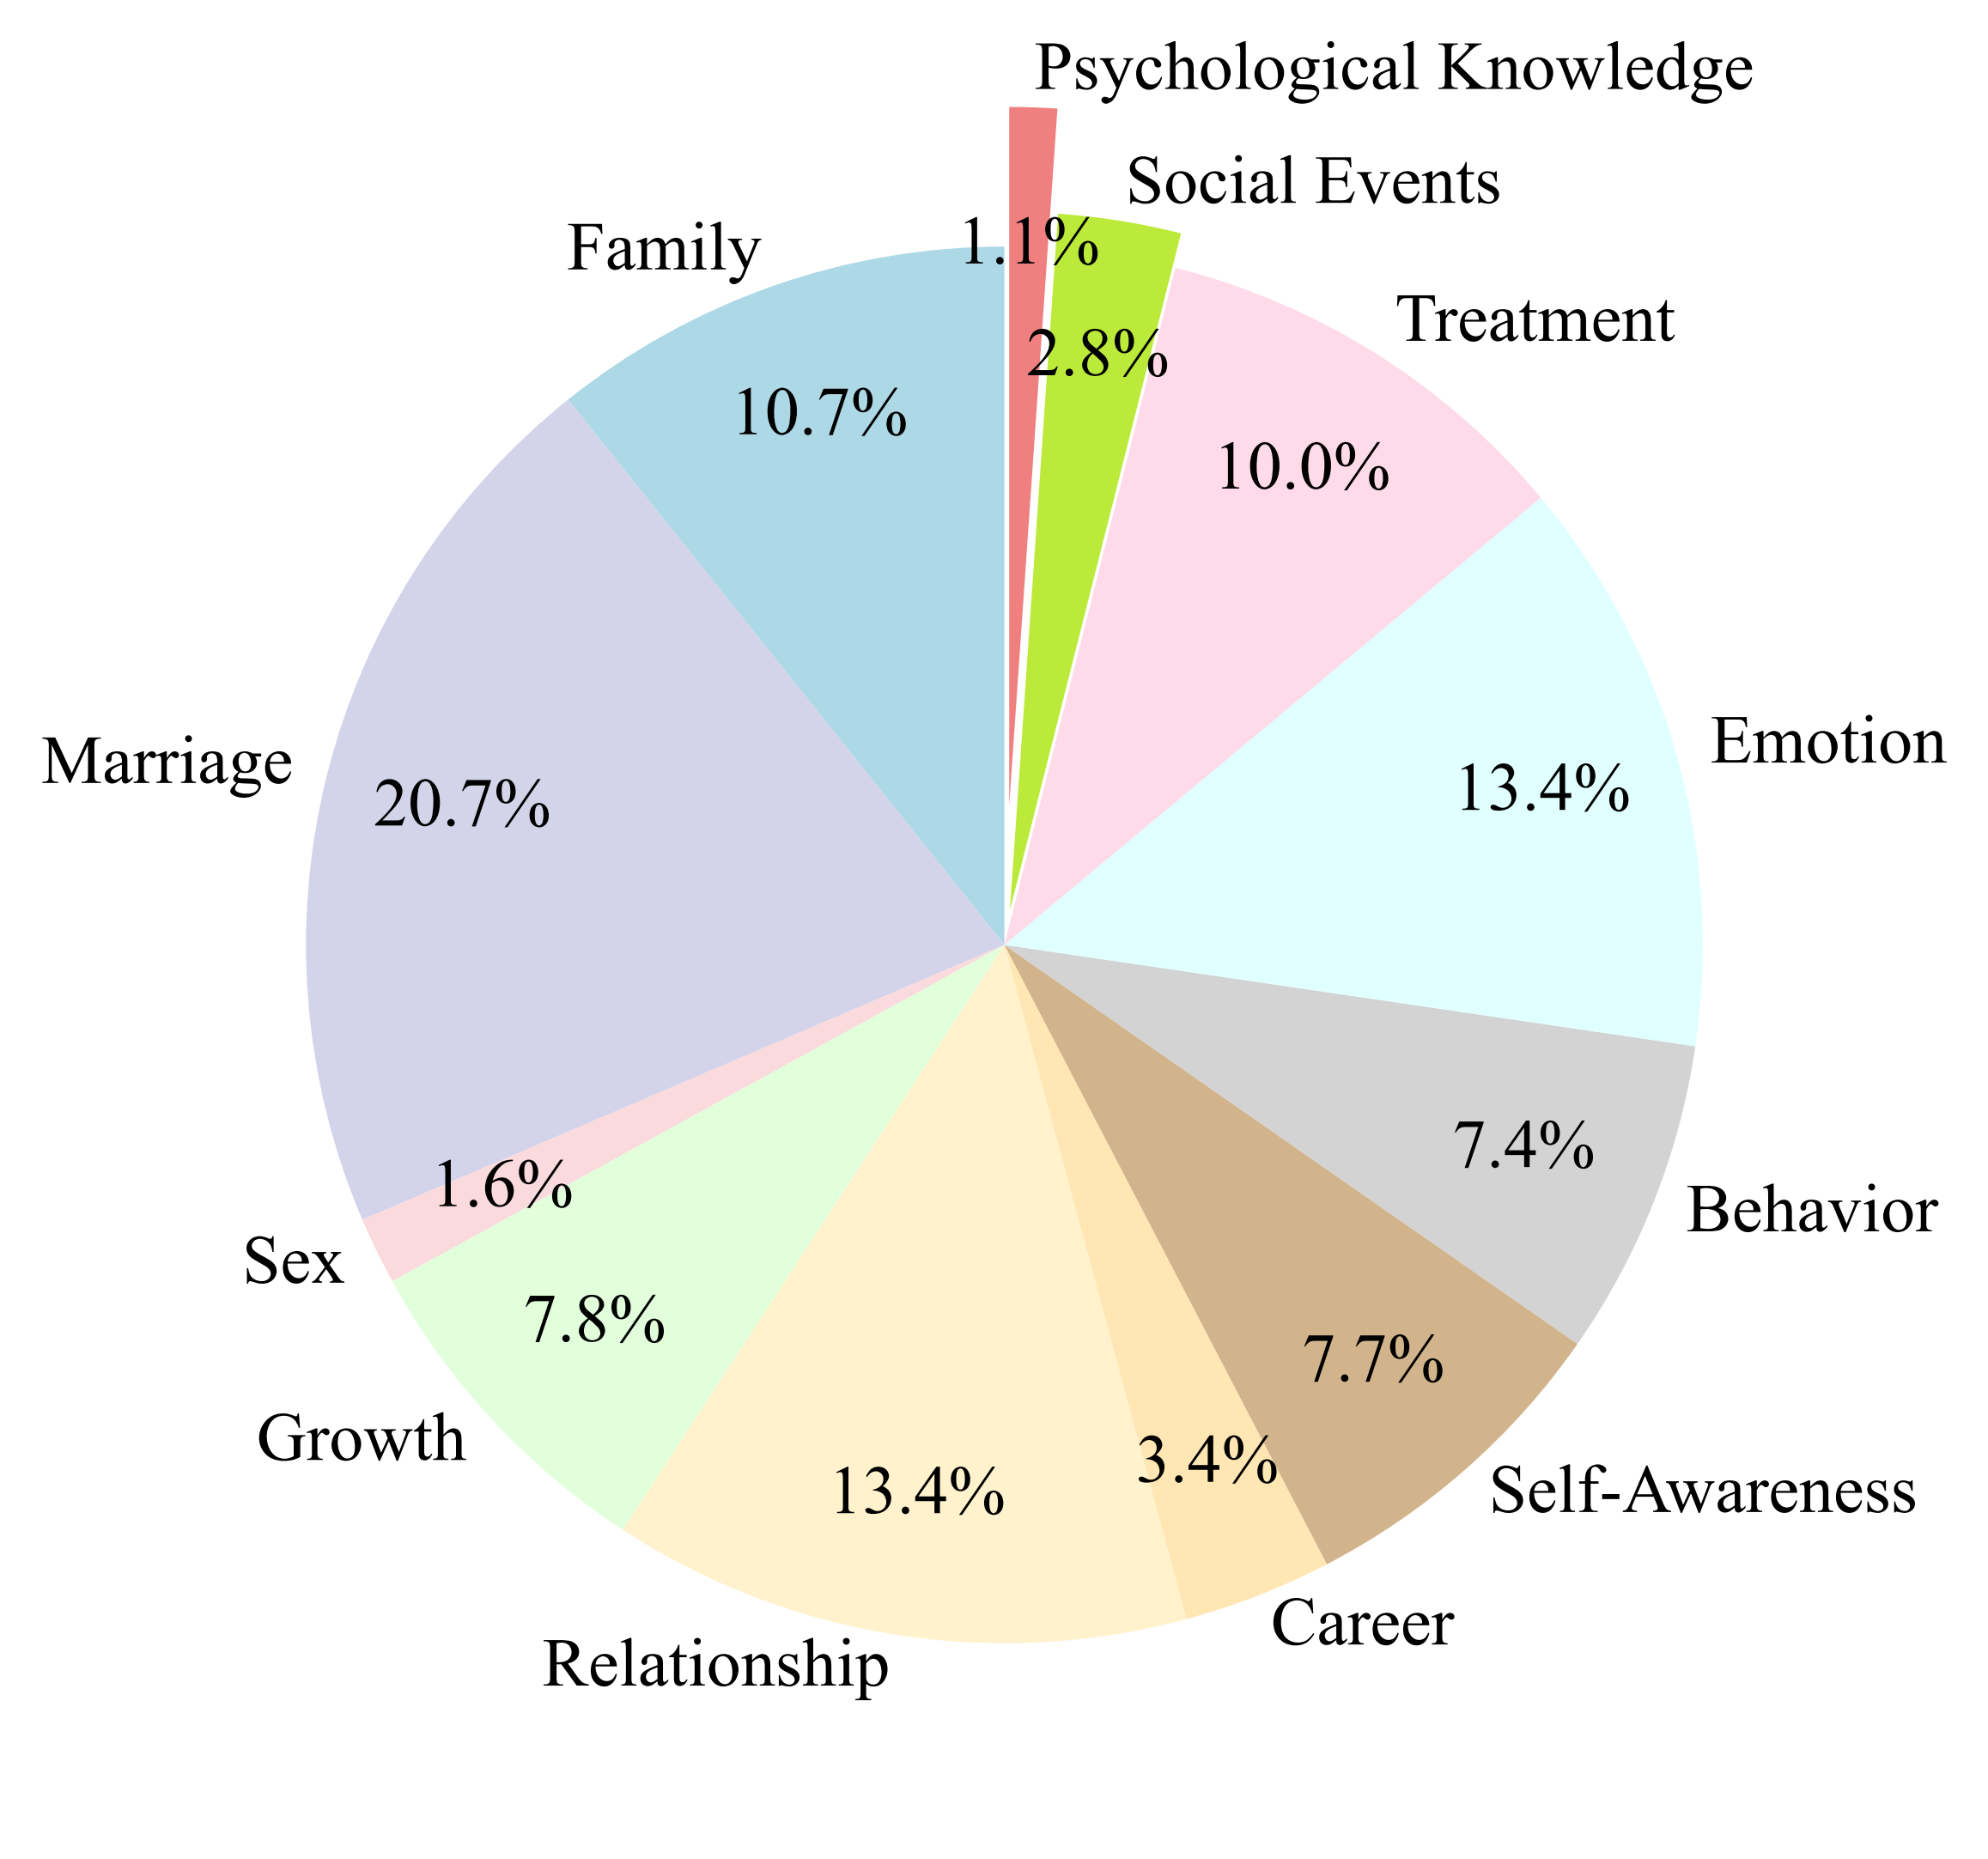 Psychological Knowledge
1.1%
Social Events
2.8%
Family
10.7%
Treatment
10.0%
Marriage
20.7%
Emotion
13.4%
Behavior
7.4%
Sex
1.6%
Growth
7.8%
Self-Awareness
7.7%
Career
3.4%
Relationship
13.4%